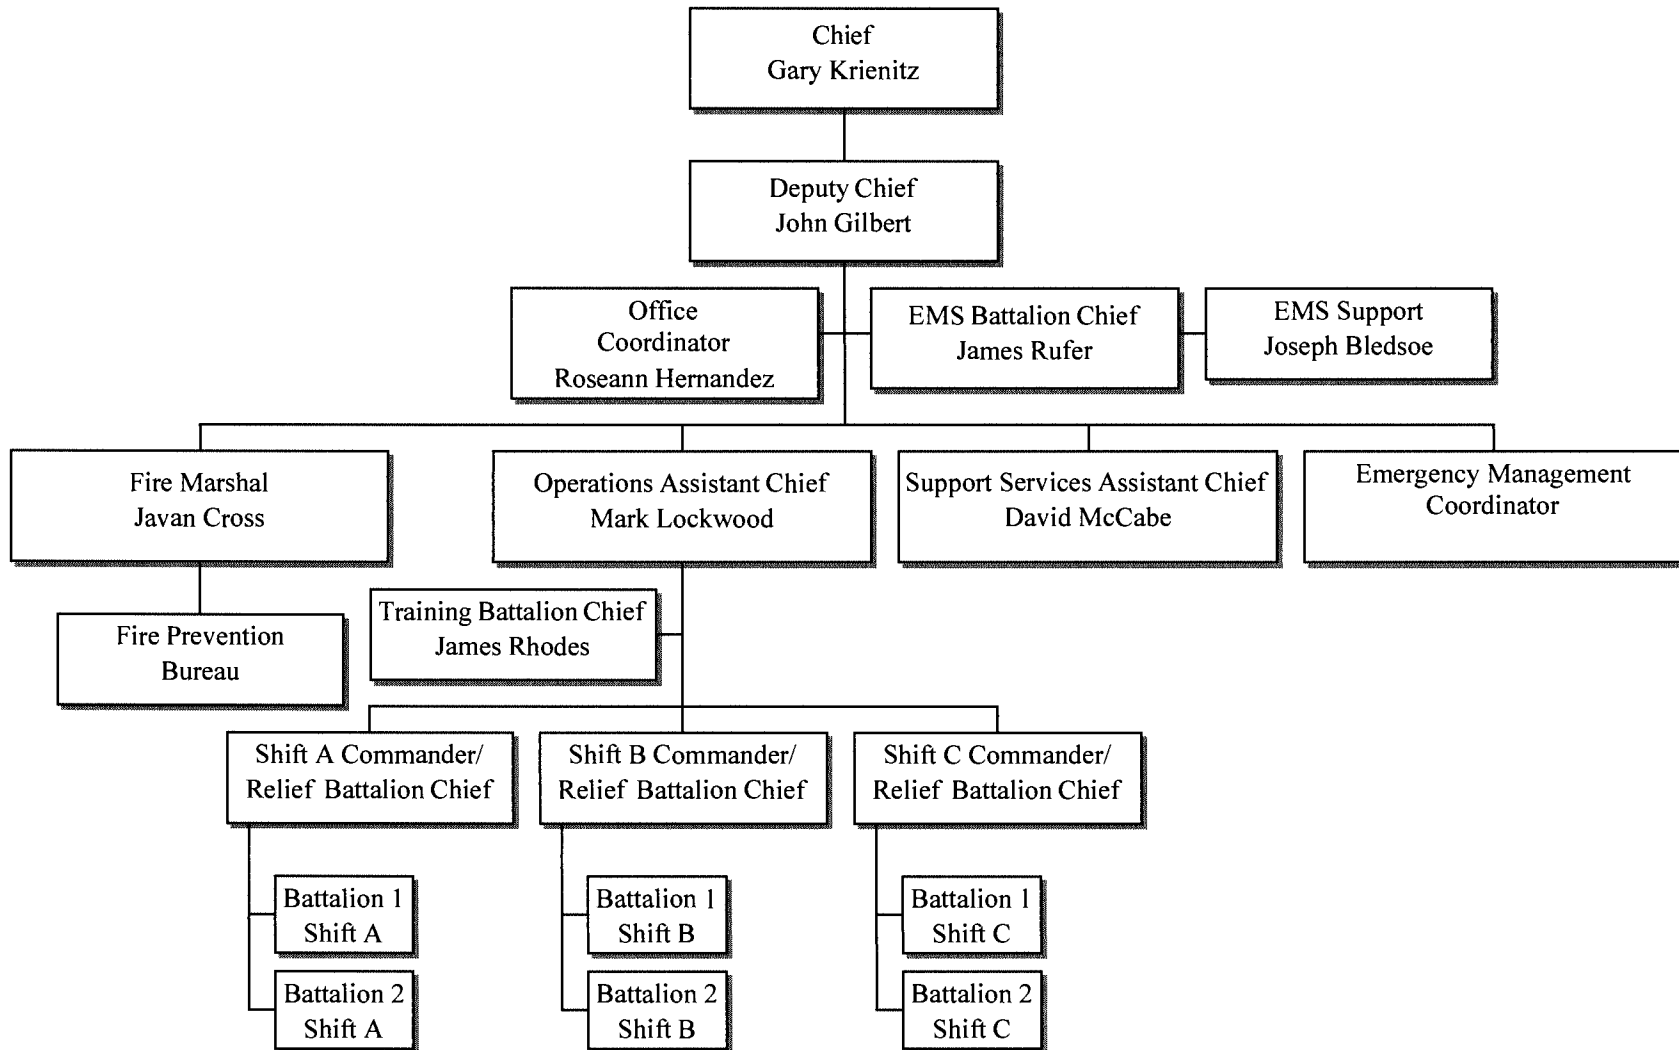 Chief
Gary Krienitz
Deputy Chief
John Gilbert
Office
Coordinator
Roseann Hernandez
EMS Battalion Chief
James Rufer
EMS Support
Joseph Bledsoe
Fire Marshal
Javan Cross
Operations Assistant Chief
Mark Lockwood
Support Services Assistant Chief
David McCabe
Emergency Management
Coordinator
Fire Prevention
Bureau
Training Battalion Chief
James Rhodes
Shift A Commander/
Relief Battalion Chief
Shift B Commander/
Relief Battalion Chief
Shift C Commander/
Relief Battalion Chief
Battalion 1
Shift A
Battalion 1
Shift B
Battalion 1
Shift C
Battalion 2
Shift A
Battalion 2
Shift B
Battalion 2
Shift C